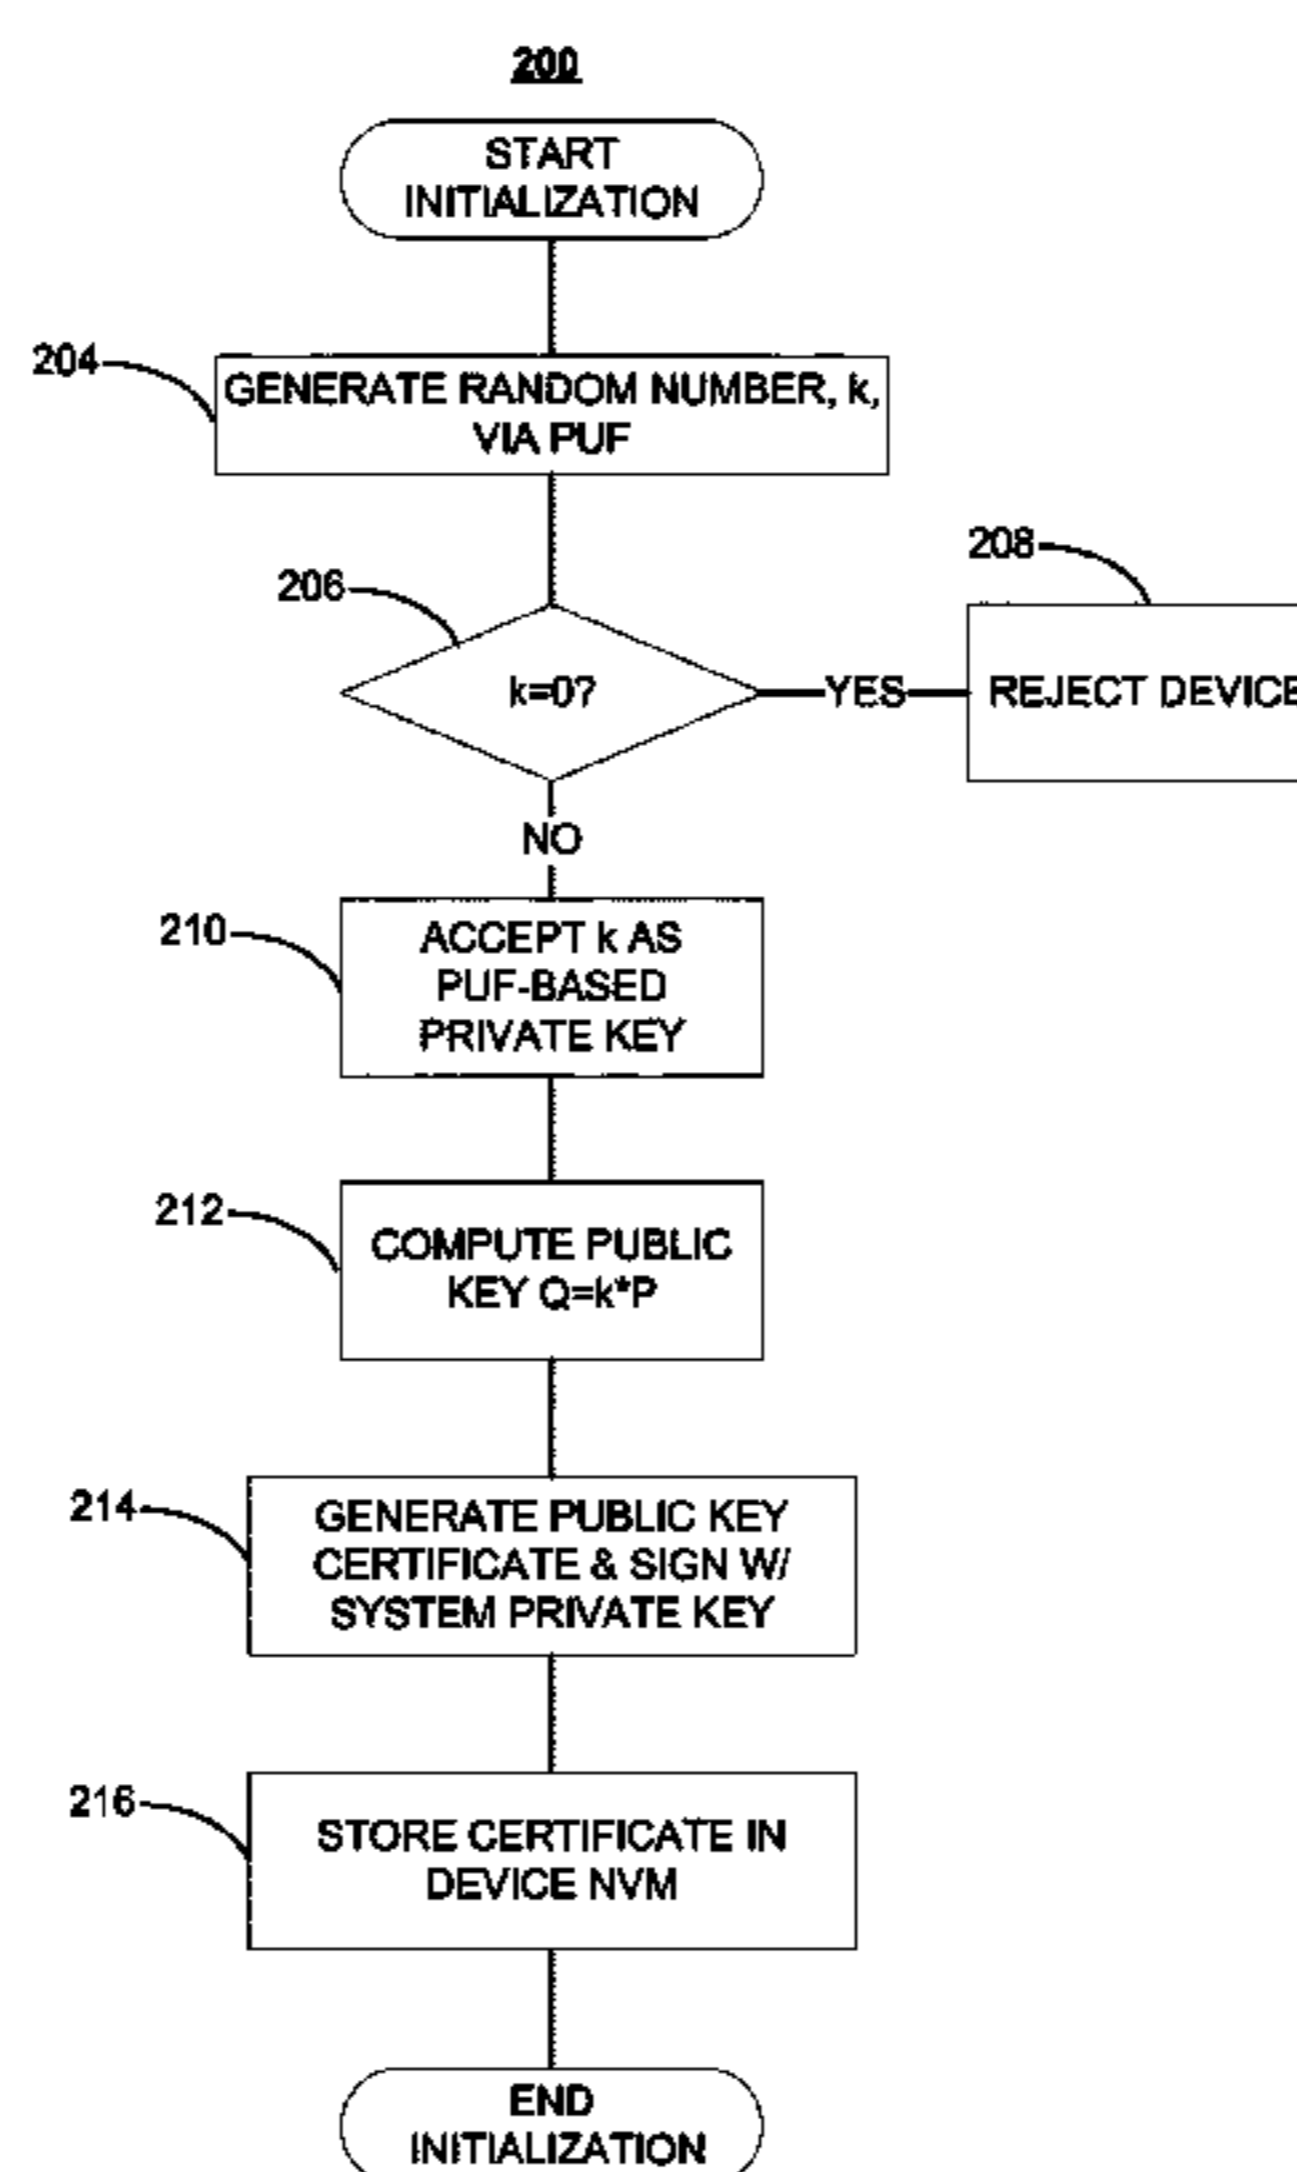 200
START
INITIALIZATION
204
GENERATE RANDOM NUMBER, k,
VIA PUF
208
206
k=0?
YES
REJECT DEVICE
NO
210
ACCEPT k AS
PUF-BASED
PRIVATE KEY
212
COMPUTE PUBLIC
KEY Q=k*P
214
GENERATE PUBLIC KEY
CERTIFICATE & SIGN W/
SYSTEM PRIVATE KEY
216
STORE CERTIFICATE IN
DEVICE NVM
END
INITIALIZATION